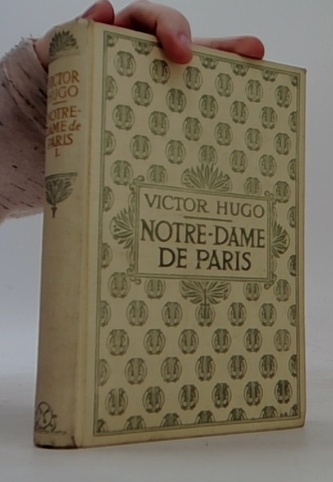 VICTOR
HUGO
NOTRE-
DAME de
PARIS
I.
VICTOR HUGO
NOTRE-DAME
DE PARIS